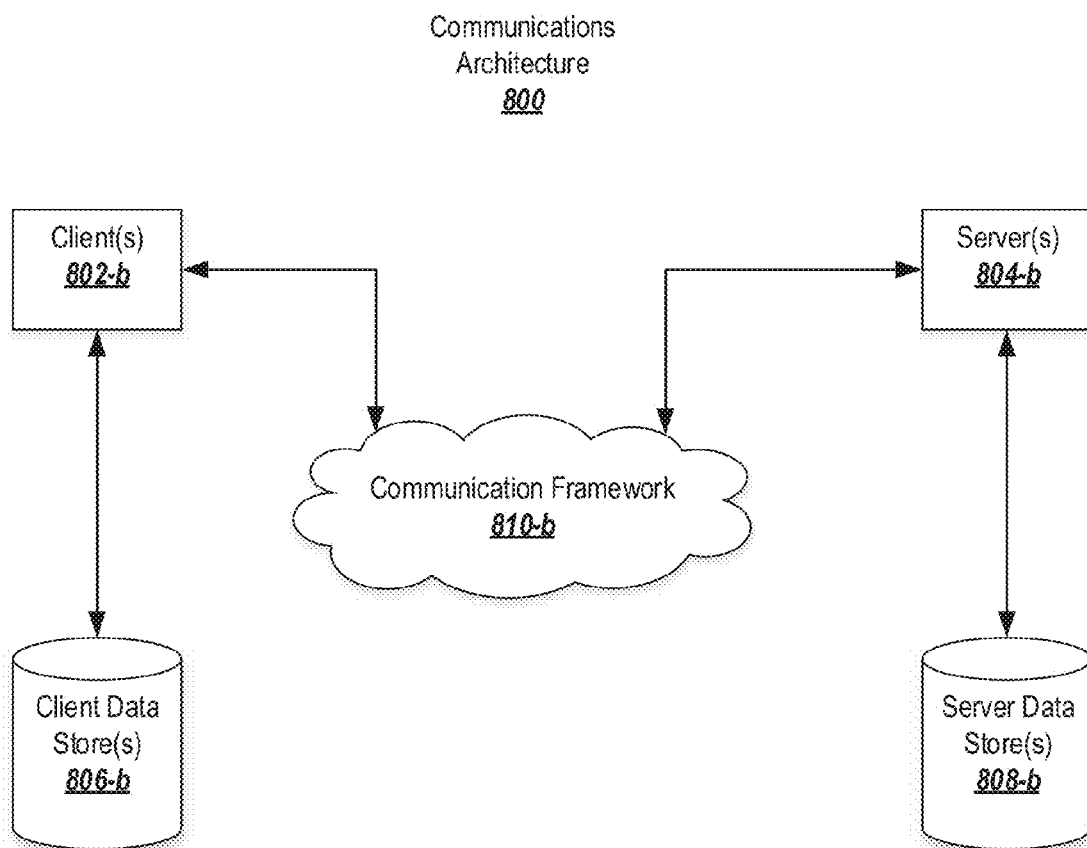 Communications
Architecture
800
Client(s)
802-b
Server(s)
804-b
Communication Framework
810-b
Client Data
Store(s)
806-b
Server Data
Store(s)
808-b